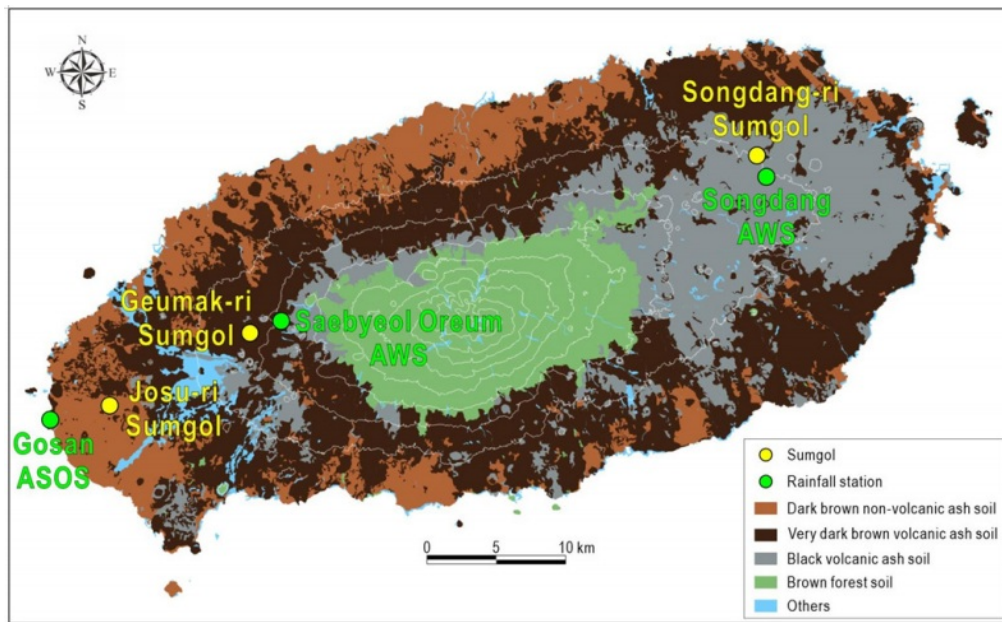 N
W E
S
Songdang-ri
Sumgol
Songdang
AWS
Geumak-ri
Sumgol
Saebyeol Oreum
AWS
Josu-ri
Sumgol
Gosan
ASOS
Sumgol
Rainfall station
Dark brown non-volcanic ash soil
Very dark brown volcanic ash soil
Black volcanic ash soil
Brown forest soil
Others
0 5 10 km